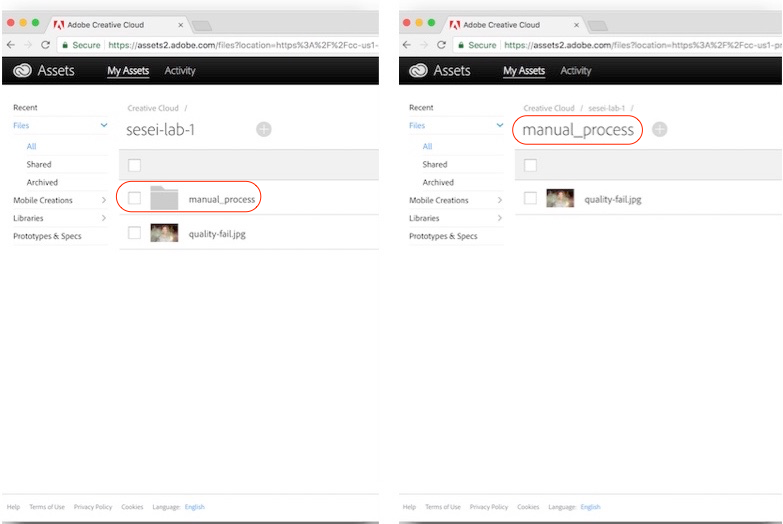 Adobe Creative Cloud
Secure
https://assets2.adobe.com/files?location=https%3A%2F%2Fcc-us1-
Assets
My Assets
Activity
Recent
Files
All
Shared
Archived
Mobile Creations
Libraries
Prototypes & Specs
Creative Cloud /
sesei-lab-1
manual_process
quality-fail.jpg
Help Terms of Use Privacy Policy Cookies Language: English
Adobe Creative Cloud
Secure
https://assets2.adobe.com/files?location=https%3A%2F%2Fcc-us1-pr
Assets
My Assets
Activity
Recent
Files
All
Shared
Archived
Mobile Creations
Libraries
Prototypes & Specs
Creative Cloud / sesei-lab-1 /
manual_process
quality-fail.jpg
Help Terms of Use Privacy Policy Cookies Language: English